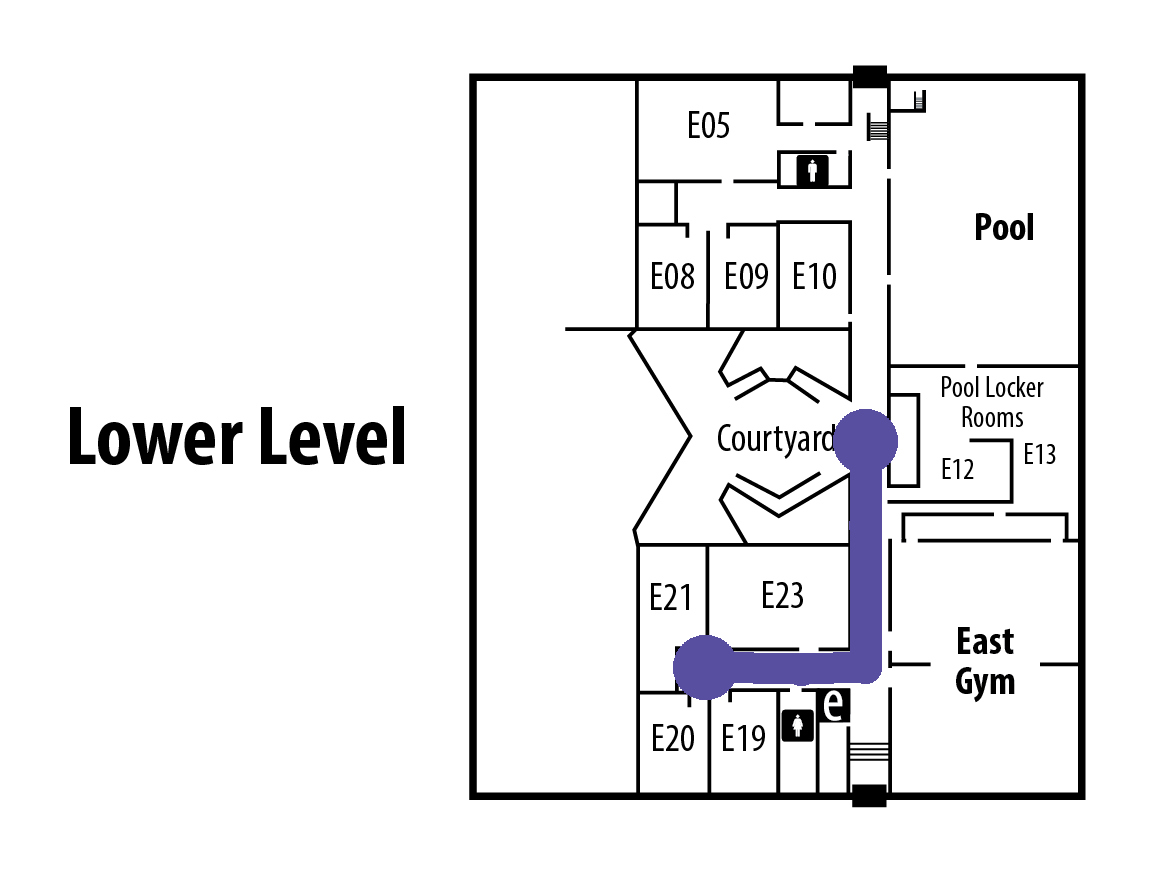 E05
Pool
E08
E09
E10
Pool Locker
Rooms
Lower Level
Courtyard
E12
E13
E21
E23
East
Gym
e
E20
E19